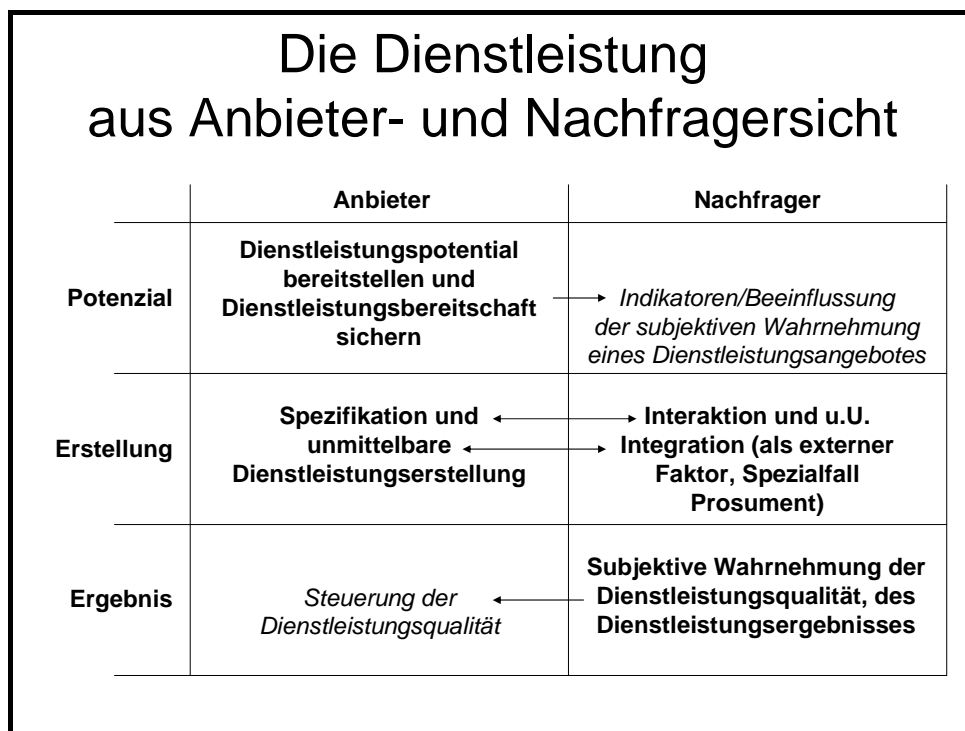 Die Dienstleistung
aus Anbieter- und Nachfragersicht
Anbieter
Nachfrager
Potenzial
Dienstleistungspotential
bereitstellen und
Dienstleistungsbereitschaft
sichern
Indikatoren/Beeinflussung
der subjektiven Wahrnehmung
eines Dienstleistungsangebotes
Erstellung
Spezifikation und
unmittelbare
Dienstleistungserstellung
Interaktion und u.U.
Integration (als externer
Faktor, Spezialfall
Prosument)
Ergebnis
Steuerung der
Dienstleistungsqualität
Subjektive Wahrnehmung der
Dienstleistungsqualität, des
Dienstleistungsergebnisses